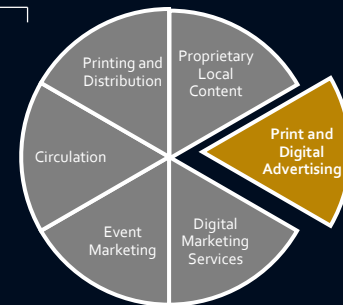 Printing and
Distribution
Proprietary
Local
Content
Print and
Digital
Advertising
Digital
Marketing
Services
Event
Marketing
Circulation